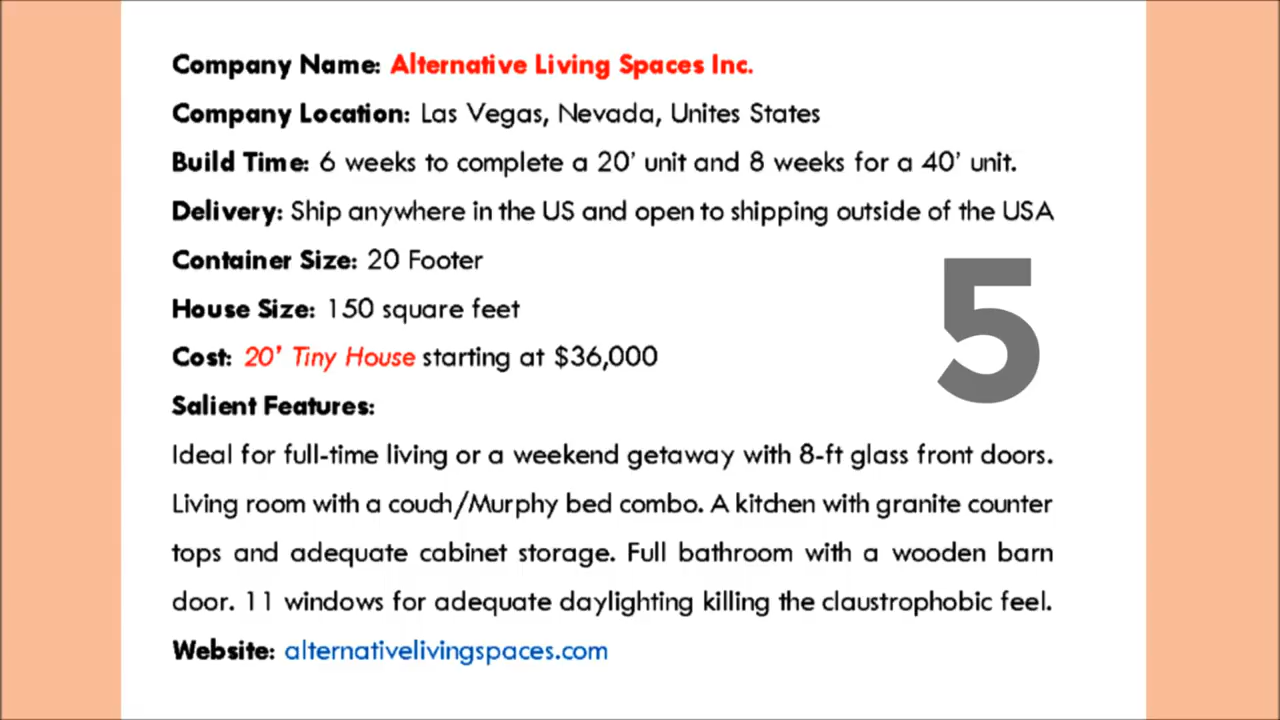 Company Name: Alternative Living Spaces Inc.
Company Location: Las Vegas, Nevada, Unites States
Build Time: 6 weeks to complete a 20’ unit and 8 weeks for a 40’ unit.
Delivery: Ship anywhere in the US and open to shipping outside of the USA
Container Size: 20 Footer
House Size: 150 square feet
5
Cost: 20’ Tiny House starting at $36,000
Salient Features:
Ideal for full-time living or a weekend getaway with 8-ft glass front doors.
Living room with a couch/Murphy bed combo. A kitchen with granite counter
tops and adequate cabinet storage. Full bathroom with a wooden barn
door. 11 windows for adequate daylighting killing the claustrophobic feel.
Website: alternativelivingspaces.com